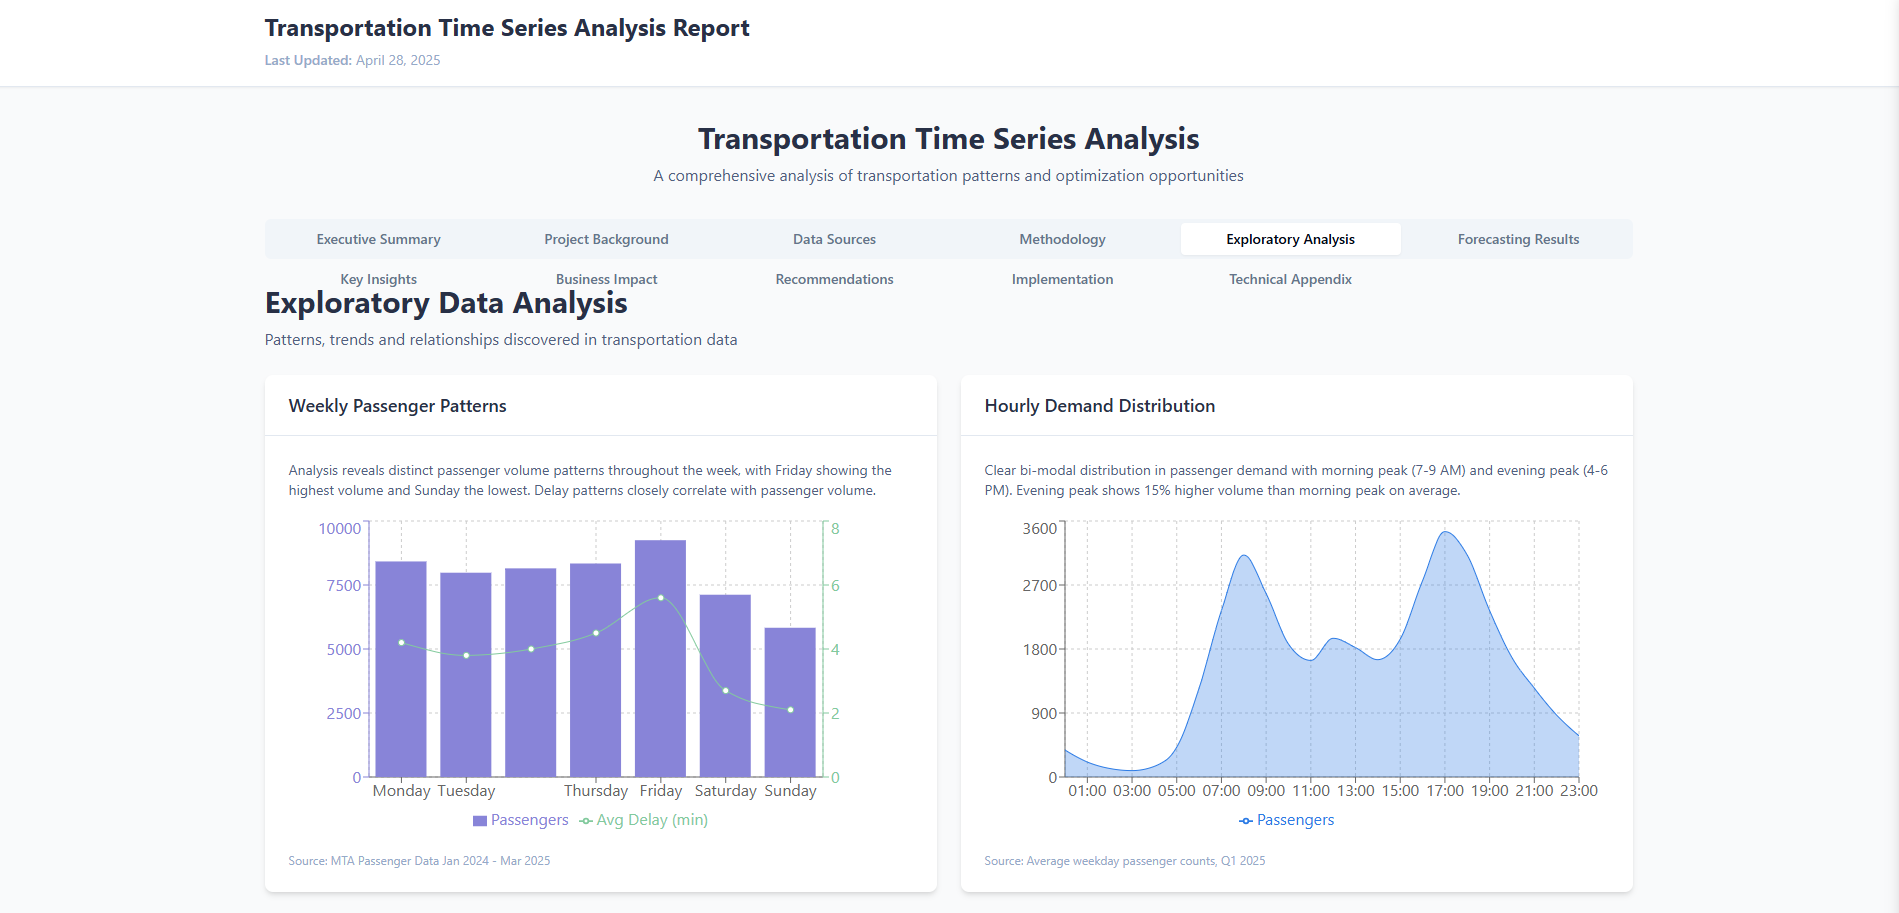 Transportation Time Series Analysis Report
Last Updated: April 28, 2025
Transportation Time Series Analysis
A comprehensive analysis of transportation patterns and optimization opportunities
Executive Summary Project Background Data Sources Methodology Exploratory Analysis Forecasting Results
Key Insights Business Impact Recommendations Implementation Technical Appendix
Exploratory Data Analysis
Patterns, trends and relationships discovered in transportation data
Weekly Passenger Patterns
Analysis reveals distinct passenger volume patterns throughout the week, with Friday showing the
highest volume and Sunday the lowest. Delay patterns closely correlate with passenger volume.
10000 8
7500 6
5000 4
2500 2
0 0
Monday Tuesday Thursday Friday Saturday Sunday
Passengers Avg Delay (min)
Source: MTA Passenger Data Jan 2024 - Mar 2025
Hourly Demand Distribution
Clear bi-modal distribution in passenger demand with morning peak (7-9 AM) and evening peak (4-6
PM). Evening peak shows 15% higher volume than morning peak on average.
3600
2700
1800
900
0
01:00 03:00 05:00 07:00 09:00 11:00 13:00 15:00 17:00 19:00 21:00 23:00
Passengers
Source: Average weekday passenger counts, Q1 2025